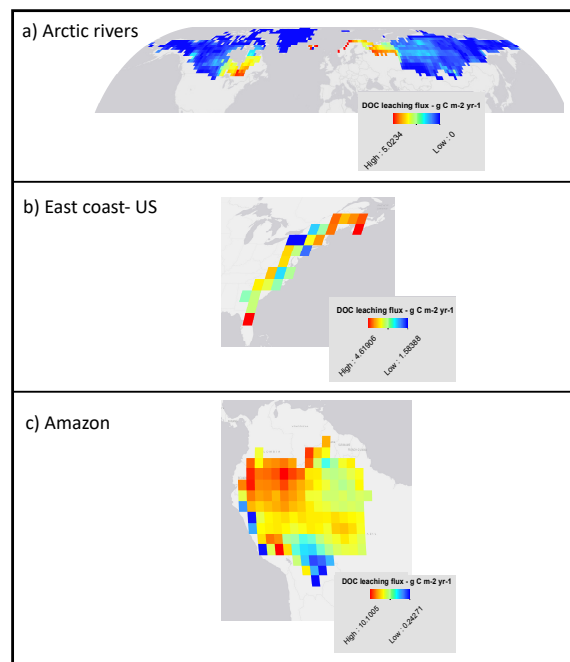 a) Arctic rivers
DOC leaching flux - g C m-2 yr-1
High : 5.0234
Low : 0
b) East coast- US
DOC leaching flux - g C m-2 yr-1
High : 4.61906
Low : 1.58388
c) Amazon
DOC leaching flux - g C m-2 yr-1
High : 10.1005
Low : 0.24271